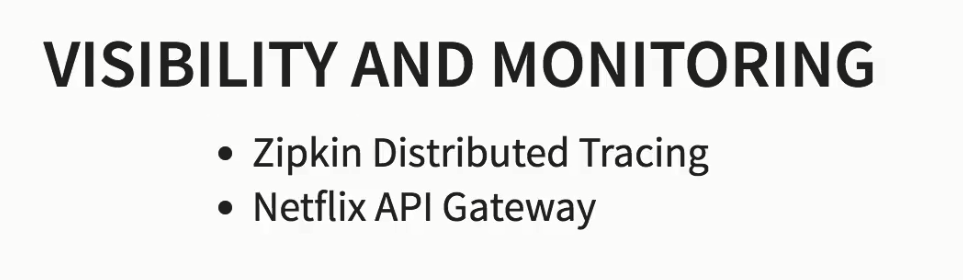 VISIBILITY AND MONITORING
• Zipkin Distributed Tracing
• Netflix API Gateway